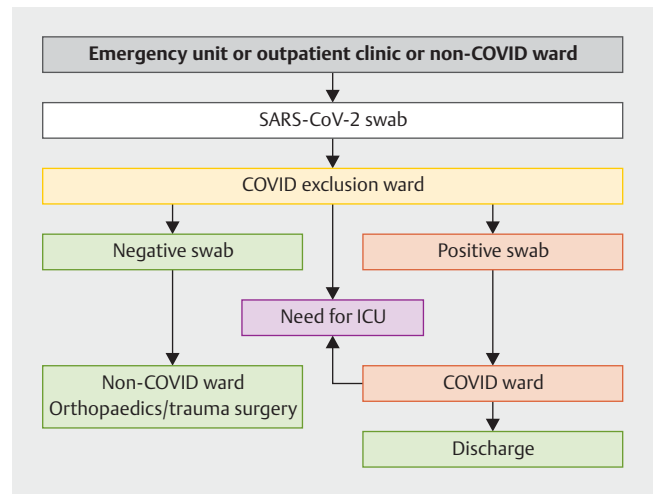 Emergency unit or outpatient clinic or non-COVID ward
SARS-CoV-2 swab
COVID exclusion ward
Negative swab
Positive swab
Need for ICU
Non-COVID ward
Orthopaedics/trauma surgery
COVID ward
Discharge